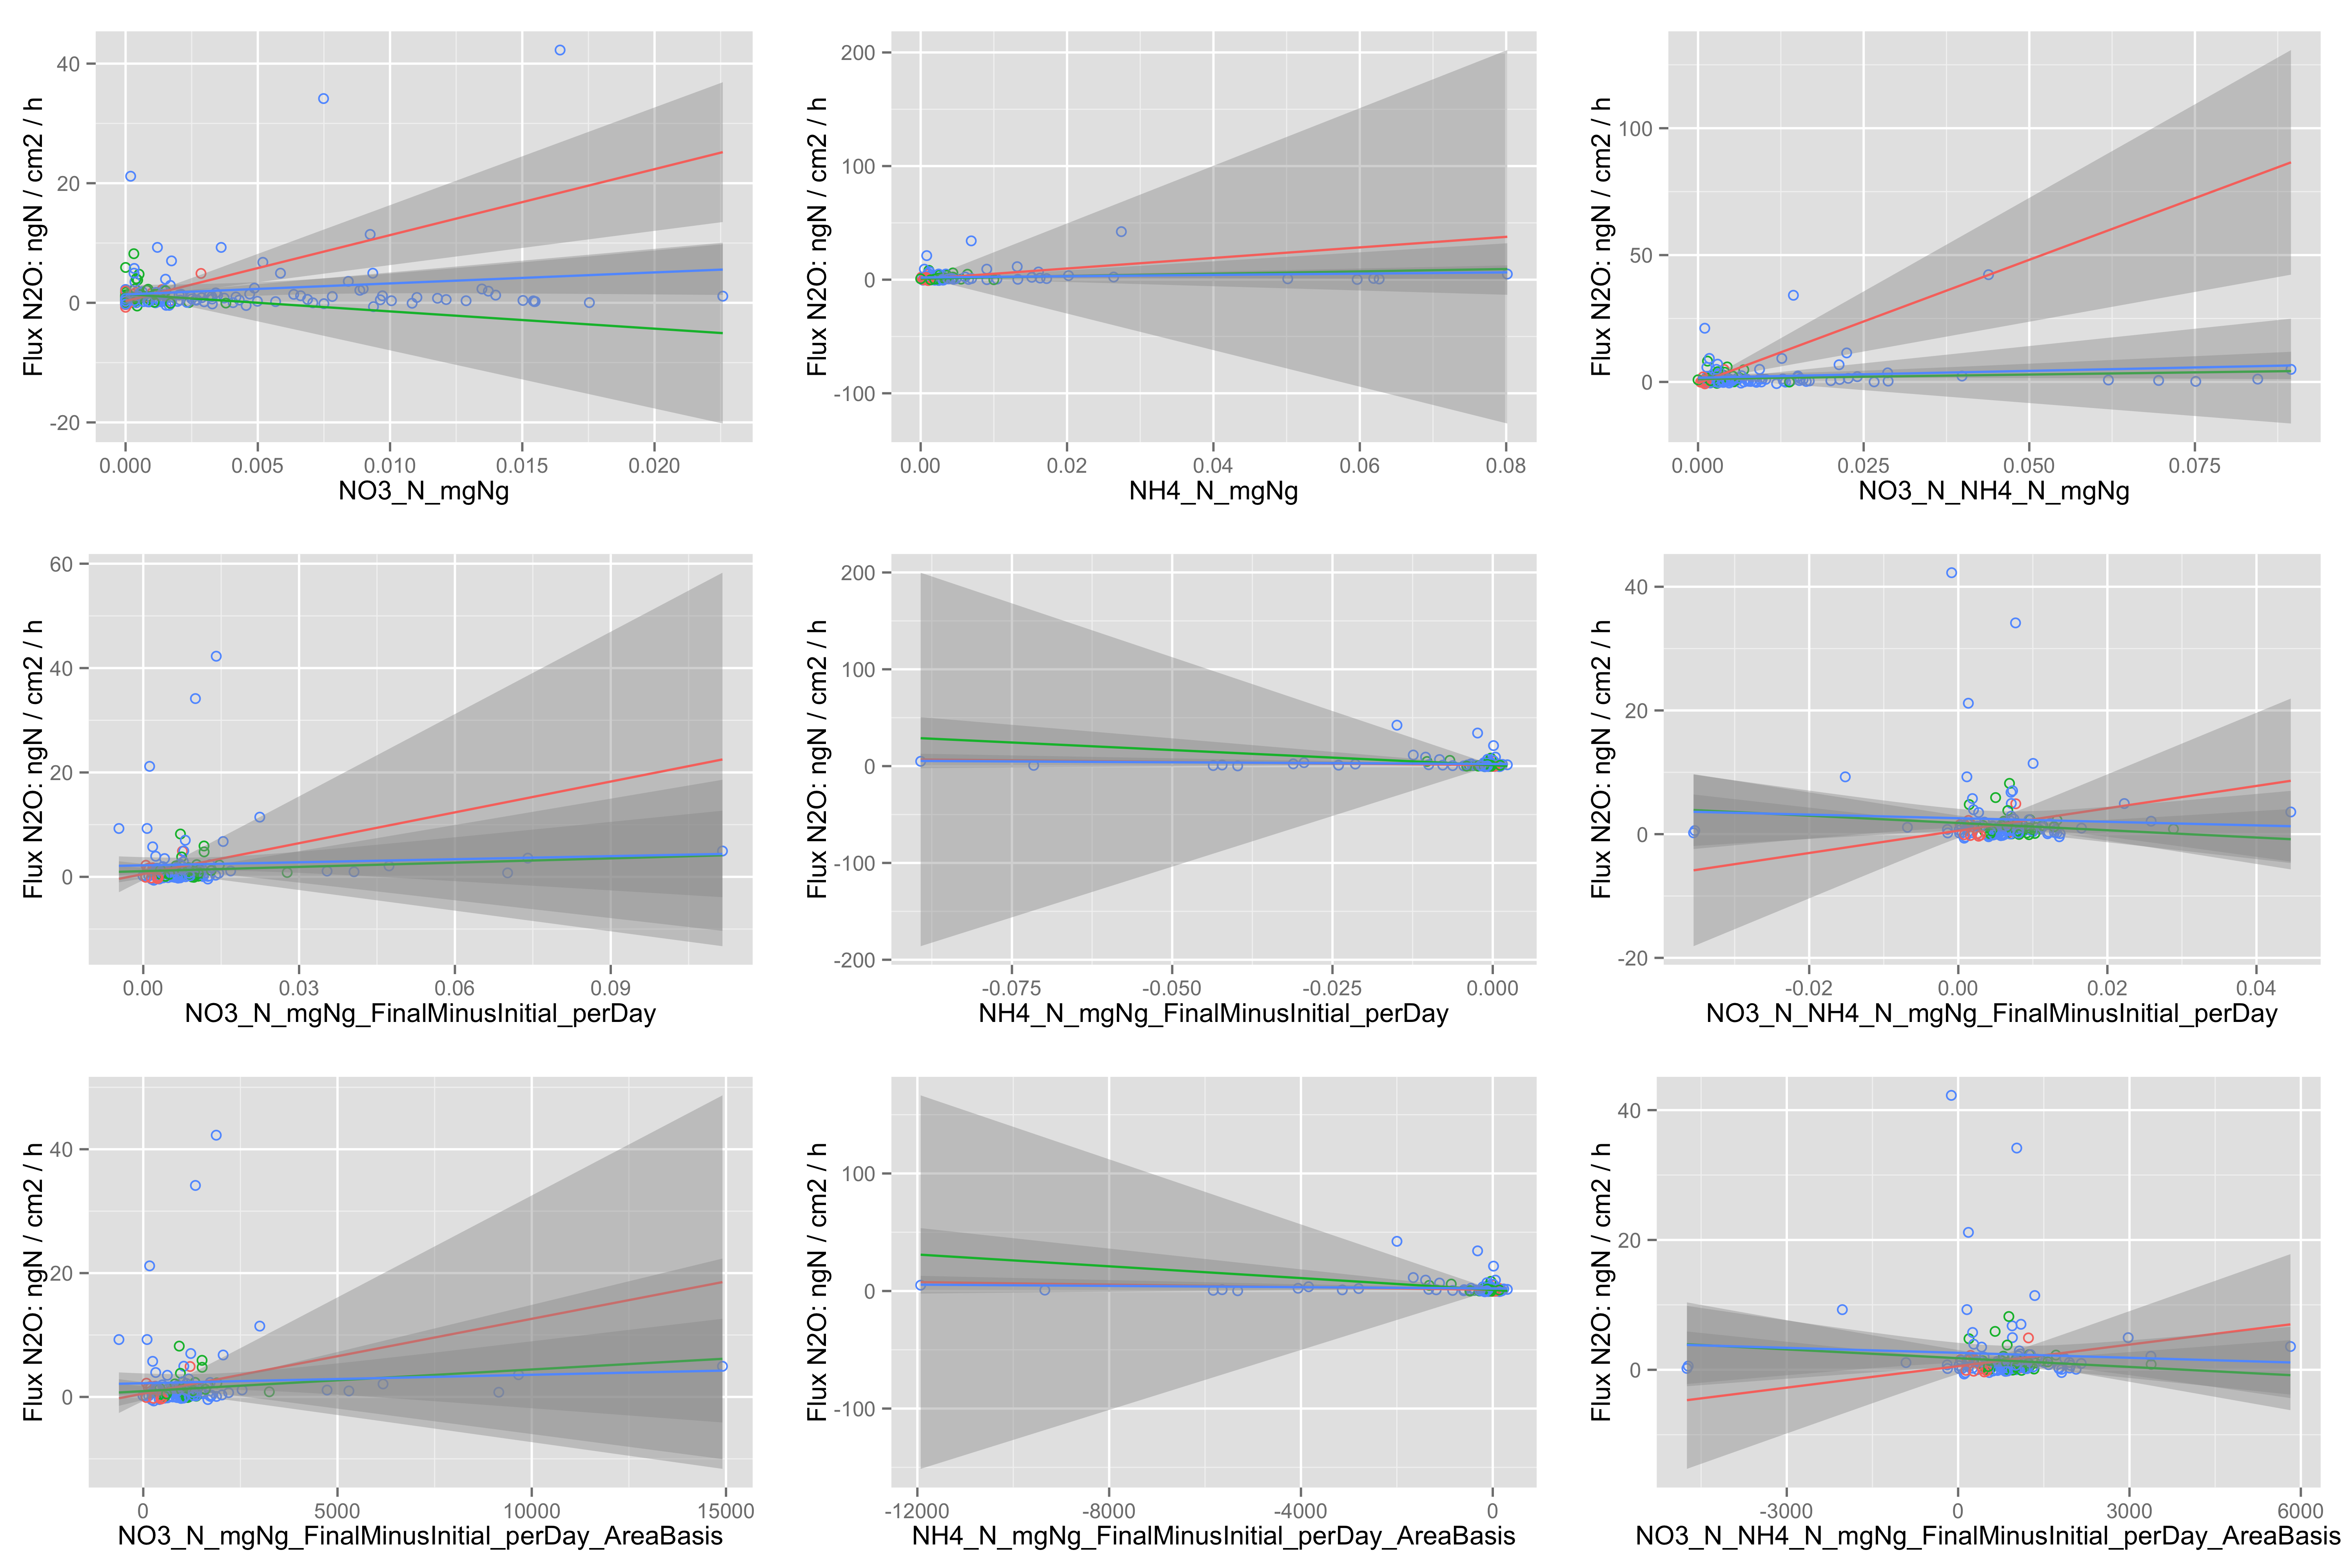 Flux N2O: ngN / cm2 / h
40
20
0
-20
0.000 0.005 0.010 0.015 0.020
NO3_N_mgNg
Flux N2O: ngN / cm2 / h
200
100
0
-100
0.00 0.02 0.04 0.06 0.08
NH4_N_mgNg
Flux N2O: ngN / cm2 / h
100
50
0
0.000 0.025 0.050 0.075
NO3_N_NH4_N_mgNg
Flux N2O: ngN / cm2 / h
60
40
20
0
0.00 0.03 0.06 0.09
NO3_N_mgNg_FinalMinusInitial_perDay
Flux N2O: ngN / cm2 / h
200
100
0
-100
-200
-0.075 -0.050 -0.025 0.000
NH4_N_mgNg_FinalMinusInitial_perDay
Flux N2O: ngN / cm2 / h
40
20
0
-20
-0.02 0.00 0.02 0.04
NO3_N_NH4_N_mgNg_FinalMinusInitial_perDay
Flux N2O: ngN / cm2 / h
40
20
0
0 5000 10000 15000
NO3_N_mgNg_FinalMinusInitial_perDay_AreaBasis
Flux N2O: ngN / cm2 / h
100
0
-100
-12000 -8000 -4000 0
NH4_N_mgNg_FinalMinusInitial_perDay_AreaBasis
Flux N2O: ngN / cm2 / h
40
20
0
-3000 0 3000 6000
NO3_N_NH4_N_mgNg_FinalMinusInitial_perDay_AreaBasis